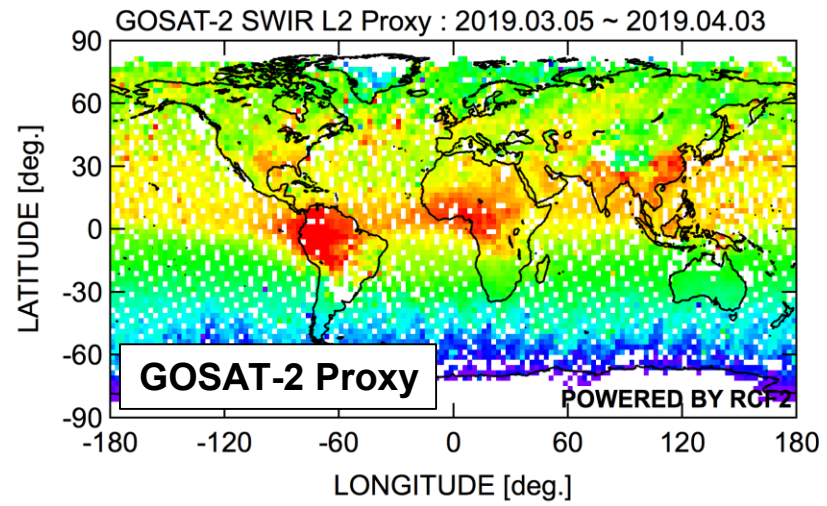 GOSAT-2 SWIR L2 Proxy : 2019.03.05 ~ 2019.04.03
90
60
30
0
-30
-60
-90
LATITUDE [deg.]
GOSAT-2 Proxy
POWERED BY RCF2
-180 -120 -60 0 60 120 180
LONGITUDE [deg.]